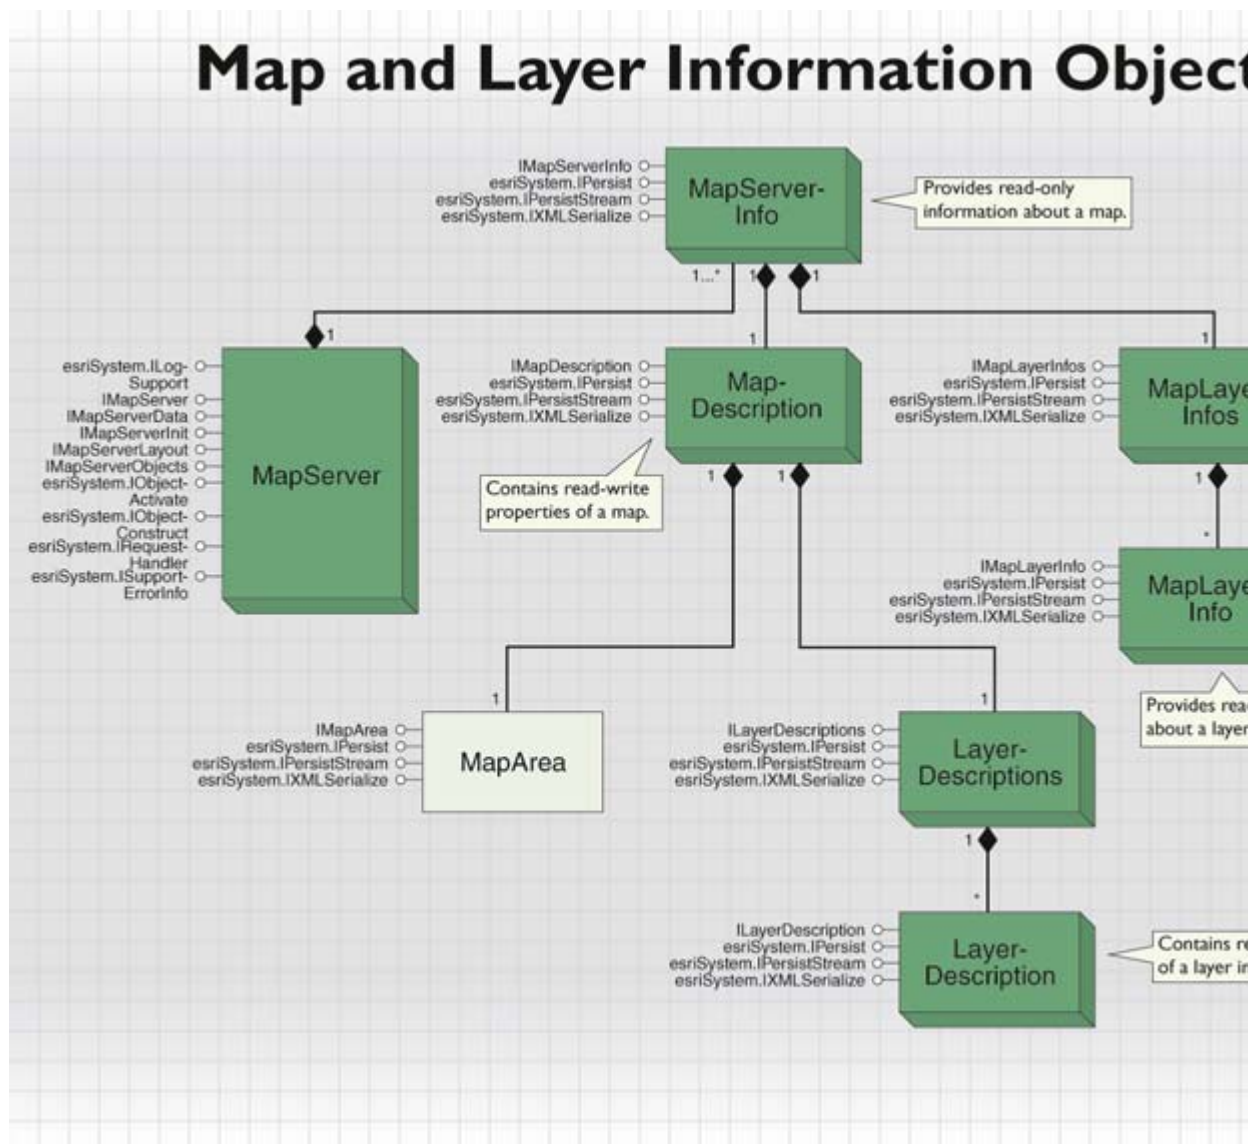 Map and Layer Information Object
IMapServerInfo
esriSystem.IPersist
esriSystem.IPersistStream
esriSystem.IXMLSerialize
MapServer-
Info
Provides read-only
information about a map.
1...*
1
1
1
1
1
esriSystem.ILog-
Support
IMapServer
IMapServerData
IMapServerInit
IMapServerLayout
IMapServerObjects
esriSystem.IObject-
Activate
esriSystem.IObject-
Construct
esriSystem.IRequest-
Handler
esriSystem.ISupport-
ErrorInfo
MapServer
IMapDescription
esriSystem.IPersist
esriSystem.IPersistStream
esriSystem.IXMLSerialize
Map-
Description
Contains read-write
properties of a map.
IMapLayerInfos
esriSystem.IPersist
esriSystem.IPersistStream
esriSystem.IXMLSerialize
MapLaye
Infos
1
1
1
*
IMapLayerInfo
esriSystem.IPersist
esriSystem.IPersistStream
esriSystem.IXMLSerialize
MapLaye
Info
Provides rea
about a layer
1
1
IMapArea
esriSystem.IPersist
esriSystem.IPersistStream
esriSystem.IXMLSerialize
MapArea
ILayerDescriptions
esriSystem.IPersist
esriSystem.IPersistStream
esriSystem.IXMLSerialize
Layer-
Descriptions
1
*
ILayerDescription
esriSystem.IPersist
esriSystem.IPersistStream
esriSystem.IXMLSerialize
Layer-
Description
Contains re
of a layer in